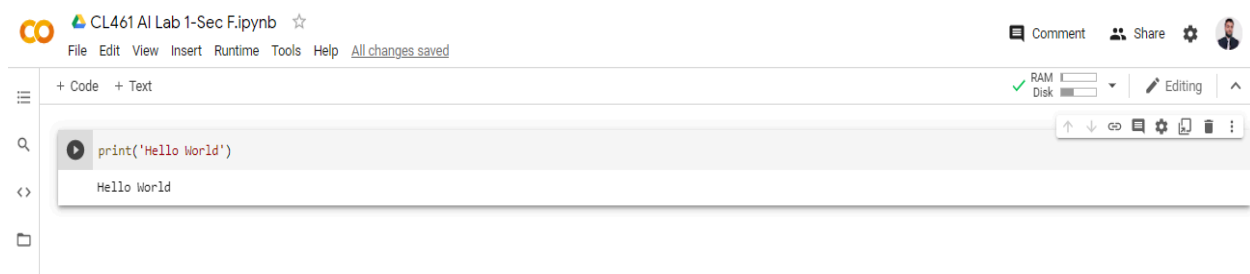 CL461 AI Lab 1-Sec F.ipynb
File Edit View Insert Runtime Tools Help All changes saved
Comment Share
+ Code + Text
RAM
Disk
Editing
print('Hello World')
Hello World